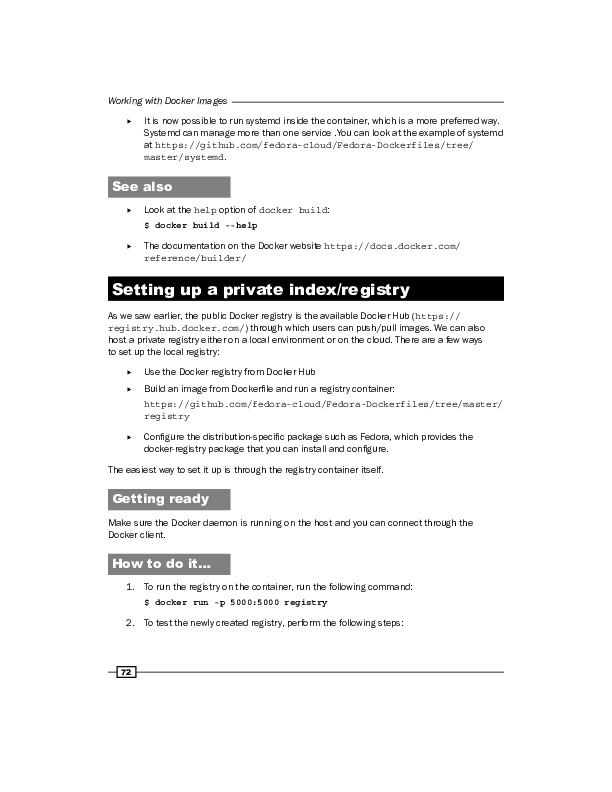 Working with Docker Images
▸ It is now possible to run systemd inside the container, which is a more preferred way.
Systemd can manage more than one service .You can look at the example of systemd
at https://github.com/fedora-cloud/Fedora-Dockerfiles/tree/
master/systemd.
See also
▸ Look at the help option of docker build:
$ docker build --help
▸ The documentation on the Docker website https://docs.docker.com/
reference/builder/
Setting up a private index/registry
As we saw earlier, the public Docker registry is the available Docker Hub (https://
registry.hub.docker.com/) through which users can push/pull images. We can also
host a private registry either on a local environment or on the cloud. There are a few ways
to set up the local registry:
▸ Use the Docker registry from Docker Hub
▸ Build an image from Dockerfile and run a registry container:
https://github.com/fedora-cloud/Fedora-Dockerfiles/tree/master/
registry
▸ Configure the distribution-specific package such as Fedora, which provides the
docker-registry package that you can install and configure.
The easiest way to set it up is through the registry container itself.
Getting ready
Make sure the Docker daemon is running on the host and you can connect through the
Docker client.
How to do it…
1. To run the registry on the container, run the following command:
$ docker run -p 5000:5000 registry
2. To test the newly created registry, perform the following steps:
72